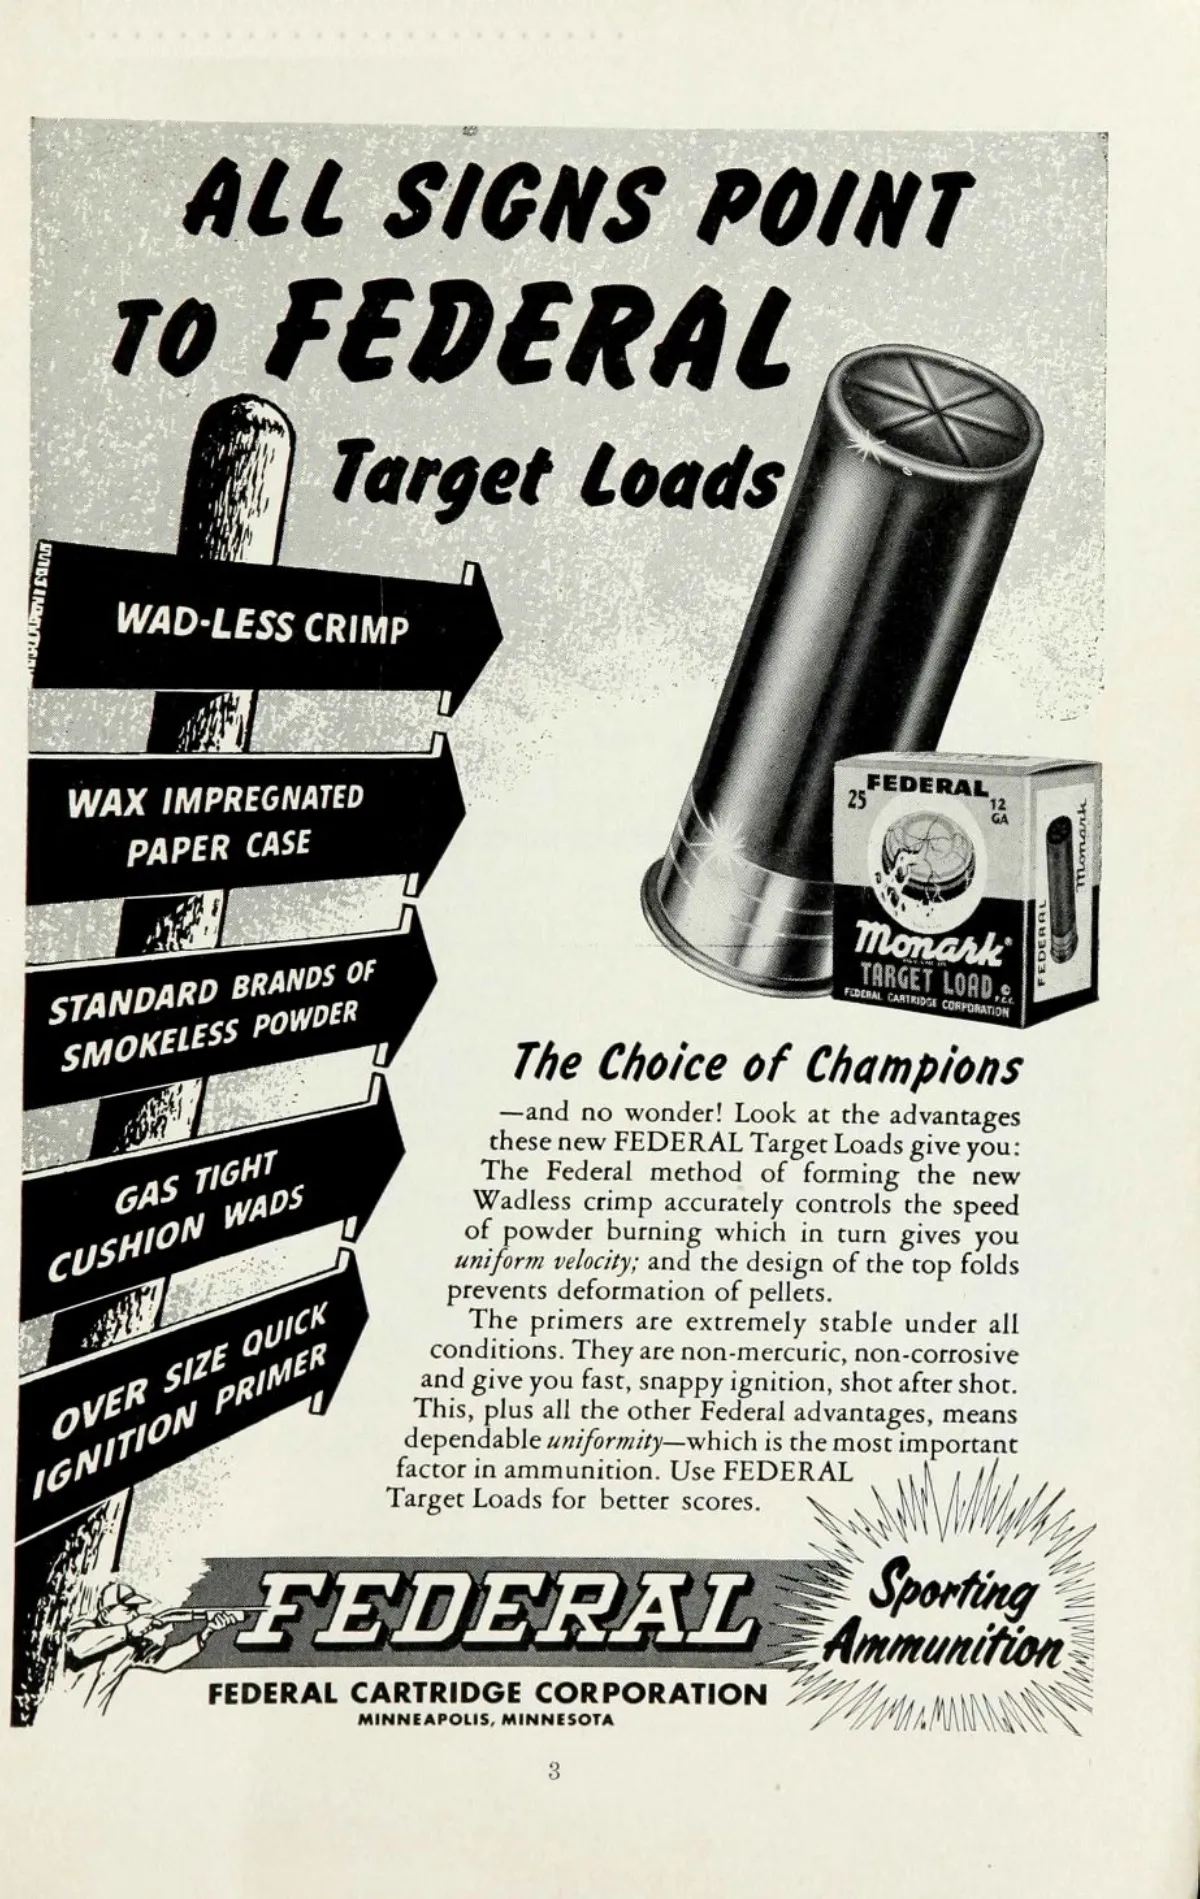 ALL SIGNS POINT
TO FEDERAL
Target Loads
WAD-LESS CRIMP
WAX IMPREGNATED
PAPER CASE
STANDARD BRANDS OF
SMOKELESS POWDER
GAS TIGHT
CUSHION WADS
OVER SIZE QUICK
IGNITION PRIMER
FEDERAL
25
12
GA
Monark
TARGET LOAD
FEDERAL CARTRIDGE CORPORATION
FEDERAL
Monark
The Choice of Champions
—and no wonder! Look at the advantages
these new FEDERAL Target Loads give you:
The Federal method of forming the new
Wadless crimp accurately controls the speed
of powder burning which in turn gives you
uniform velocity; and the design of the top folds
prevents deformation of pellets.
The primers are extremely stable under all
conditions. They are non-mercuric, non-corrosive
and give you fast, snappy ignition, shot after shot.
This, plus all the other Federal advantages, means
dependable uniformity—which is the most important
factor in ammunition. Use FEDERAL
Target Loads for better scores.
FEDERAL
Sporting
Ammunition
FEDERAL CARTRIDGE CORPORATION
MINNEAPOLIS, MINNESOTA
3